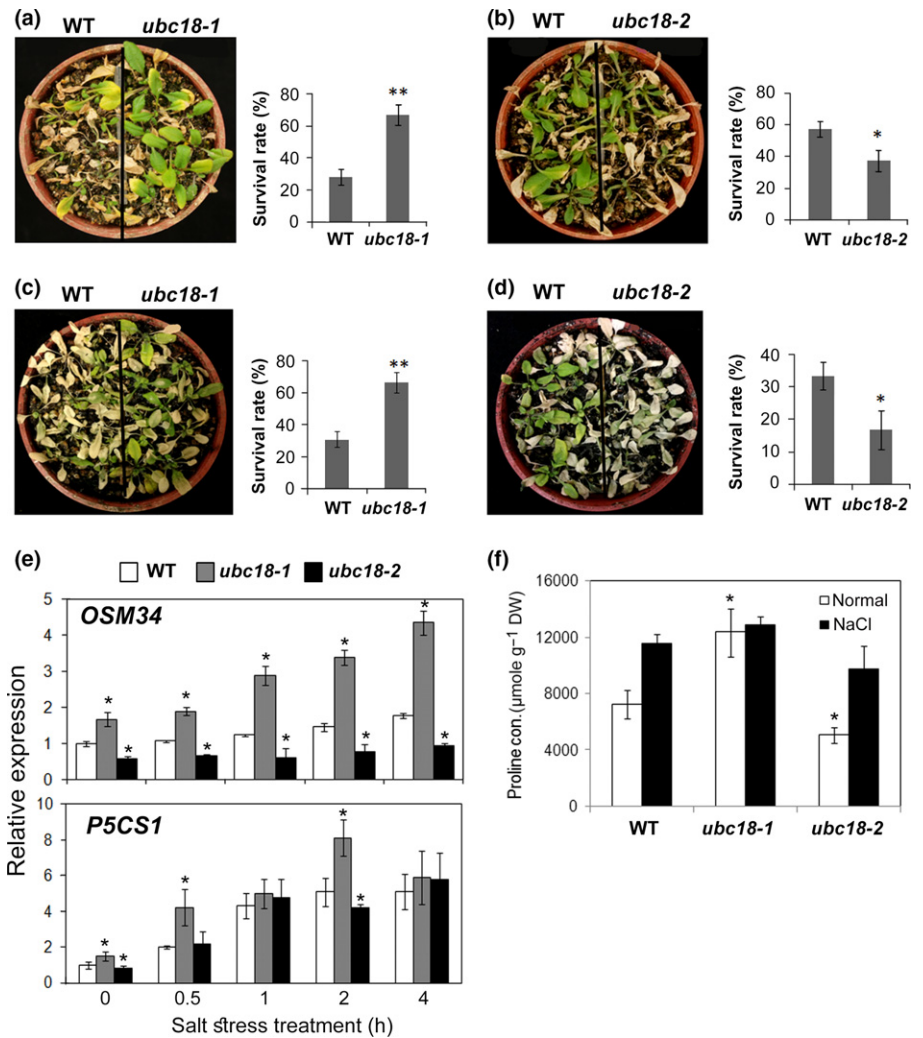 (a) WT ubc18-1
Survival rate (%)
80
60
40
20
0
**
WT ubc18-1
(b) WT ubc18-2
Survival rate (%)
80
60
40
20
0
*
WT ubc18-2
(c) WT ubc18-1
Survival rate (%)
80
60
40
20
0
**
WT ubc18-1
(d) WT ubc18-2
Survival rate (%)
40
30
20
10
0
*
WT ubc18-2
(e)
WT ubc18-1 ubc18-2
Relative expression
OSM34
5
4
3
2
1
0
* * * * * * * * * *
P5CS1
10
8
6
4
2
0
* * * * *
0 0.5 1 2 4
Salt stress treatment (h)
(f)
Proline con.(μmole g−1 DW)
16000
12000
8000
4000
0
Normal
NaCl
* *
WT ubc18-1 ubc18-2